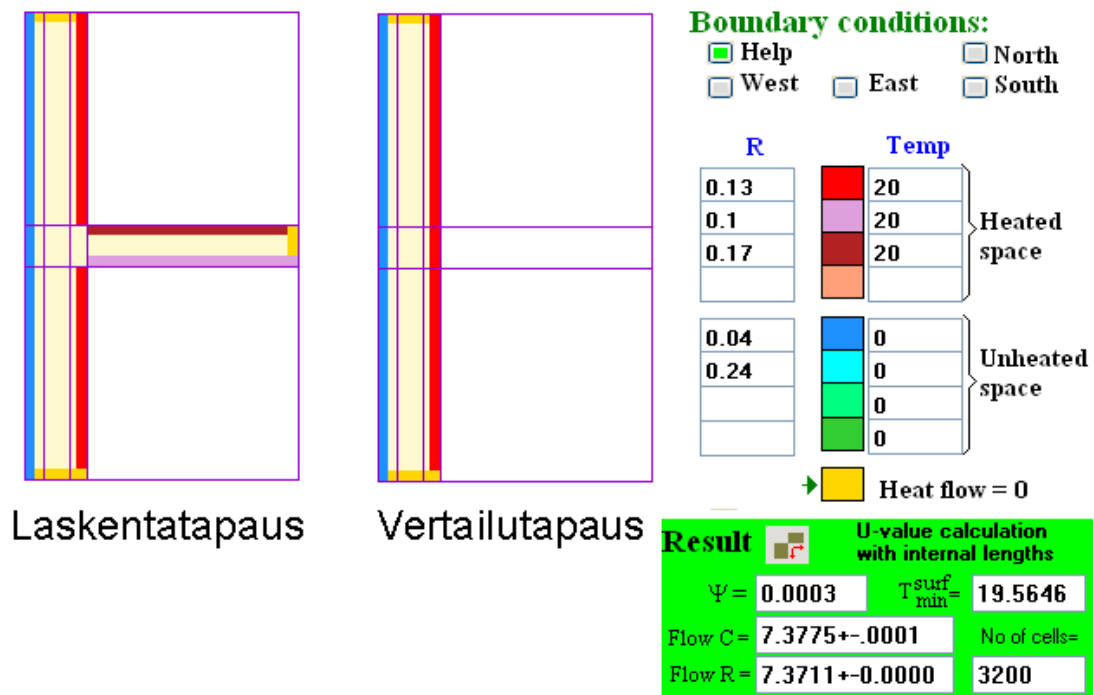 Boundary conditions:
Help
North
West
East
South
R
Temp
0.13
20
0.1
20
0.17
20
Heated
space
0.04
0
0.24
0
0
0
Unheated
space
Heat flow = 0
Laskentatapaus
Vertailutapaus
Result
U-value calculation
with internal lengths
Ψ = 0.0003
T surf min = 19.5646
Flow C = 7.3775+-.0001
No of cells=
Flow R = 7.3711+-0.0000
3200